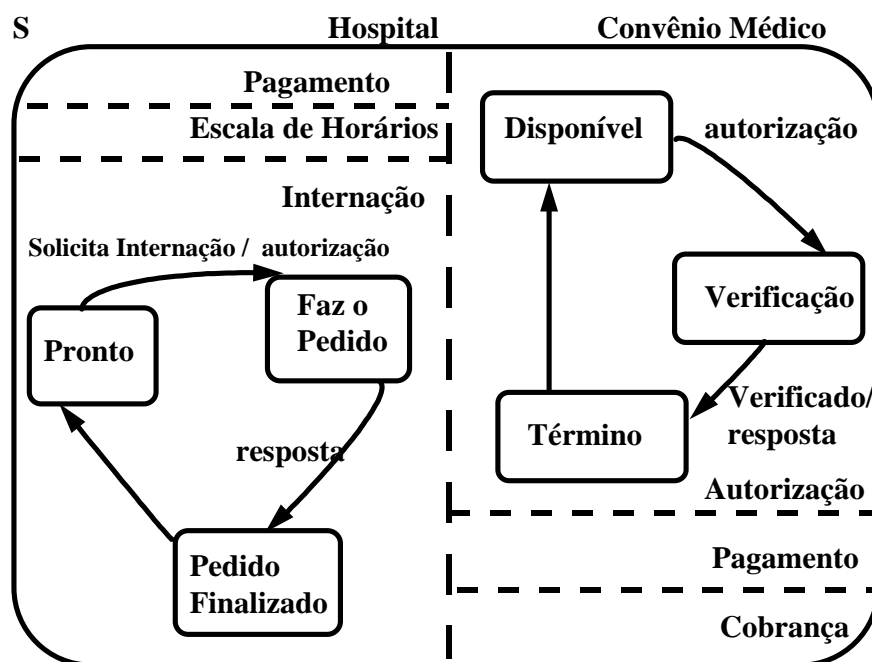 S
Hospital
Convênio Médico
Pagamento
Escala de Horários
Internação
Solicita Internação / autorização
Pronto
Faz o
Pedido
resposta
Pedido
Finalizado
Disponível
autorização
Verificação
Verificado/
resposta
Término
Autorização
Pagamento
Cobrança